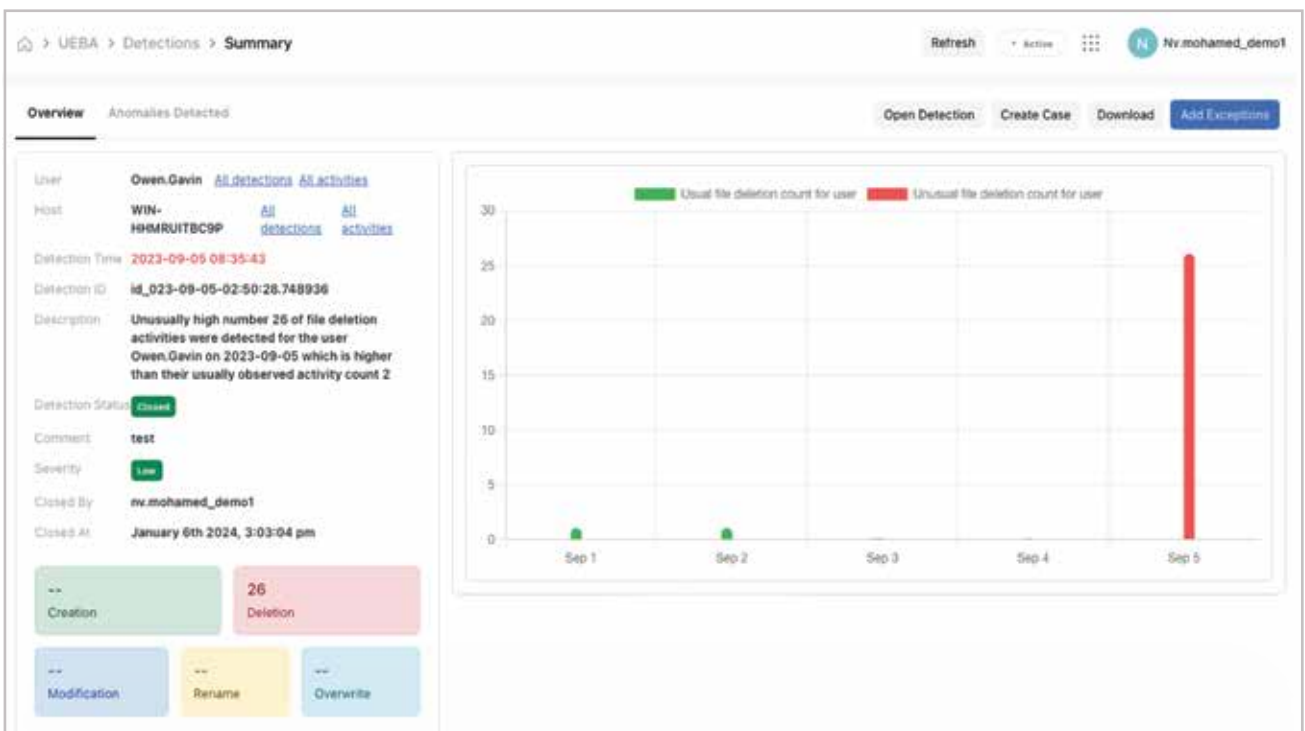 > UEBA > Detections > Summary
Refresh
Active
N
Nv.mohamed_demo1
Overview
Anomalies Detected
Open Detection
Create Case
Download
Add Exceptions
User
Owen.Gavin
All detections
All activities
Host
WIN-
HHMRUITBC9P
All
detections
All
activities
Detection Time
2023-09-05 08:35:43
Detection ID
id_023-09-05-02:50:28.748936
Description
Unusually high number 26 of file deletion
activities were detected for the user
Owen.Gavin on 2023-09-05 which is higher
than their usually observed activity count 2
Detection Status
Closed
Comment
test
Severity
Low
Closed By
nv.mohamed_demo1
Closed At
January 6th 2024, 3:03:04 pm
--
Creation
26
Deletion
--
Modification
--
Rename
--
Overwrite
Usual file deletion count for user
Unusual file deletion count for user
30
25
20
15
10
5
0
Sep 1
Sep 2
Sep 3
Sep 4
Sep 5